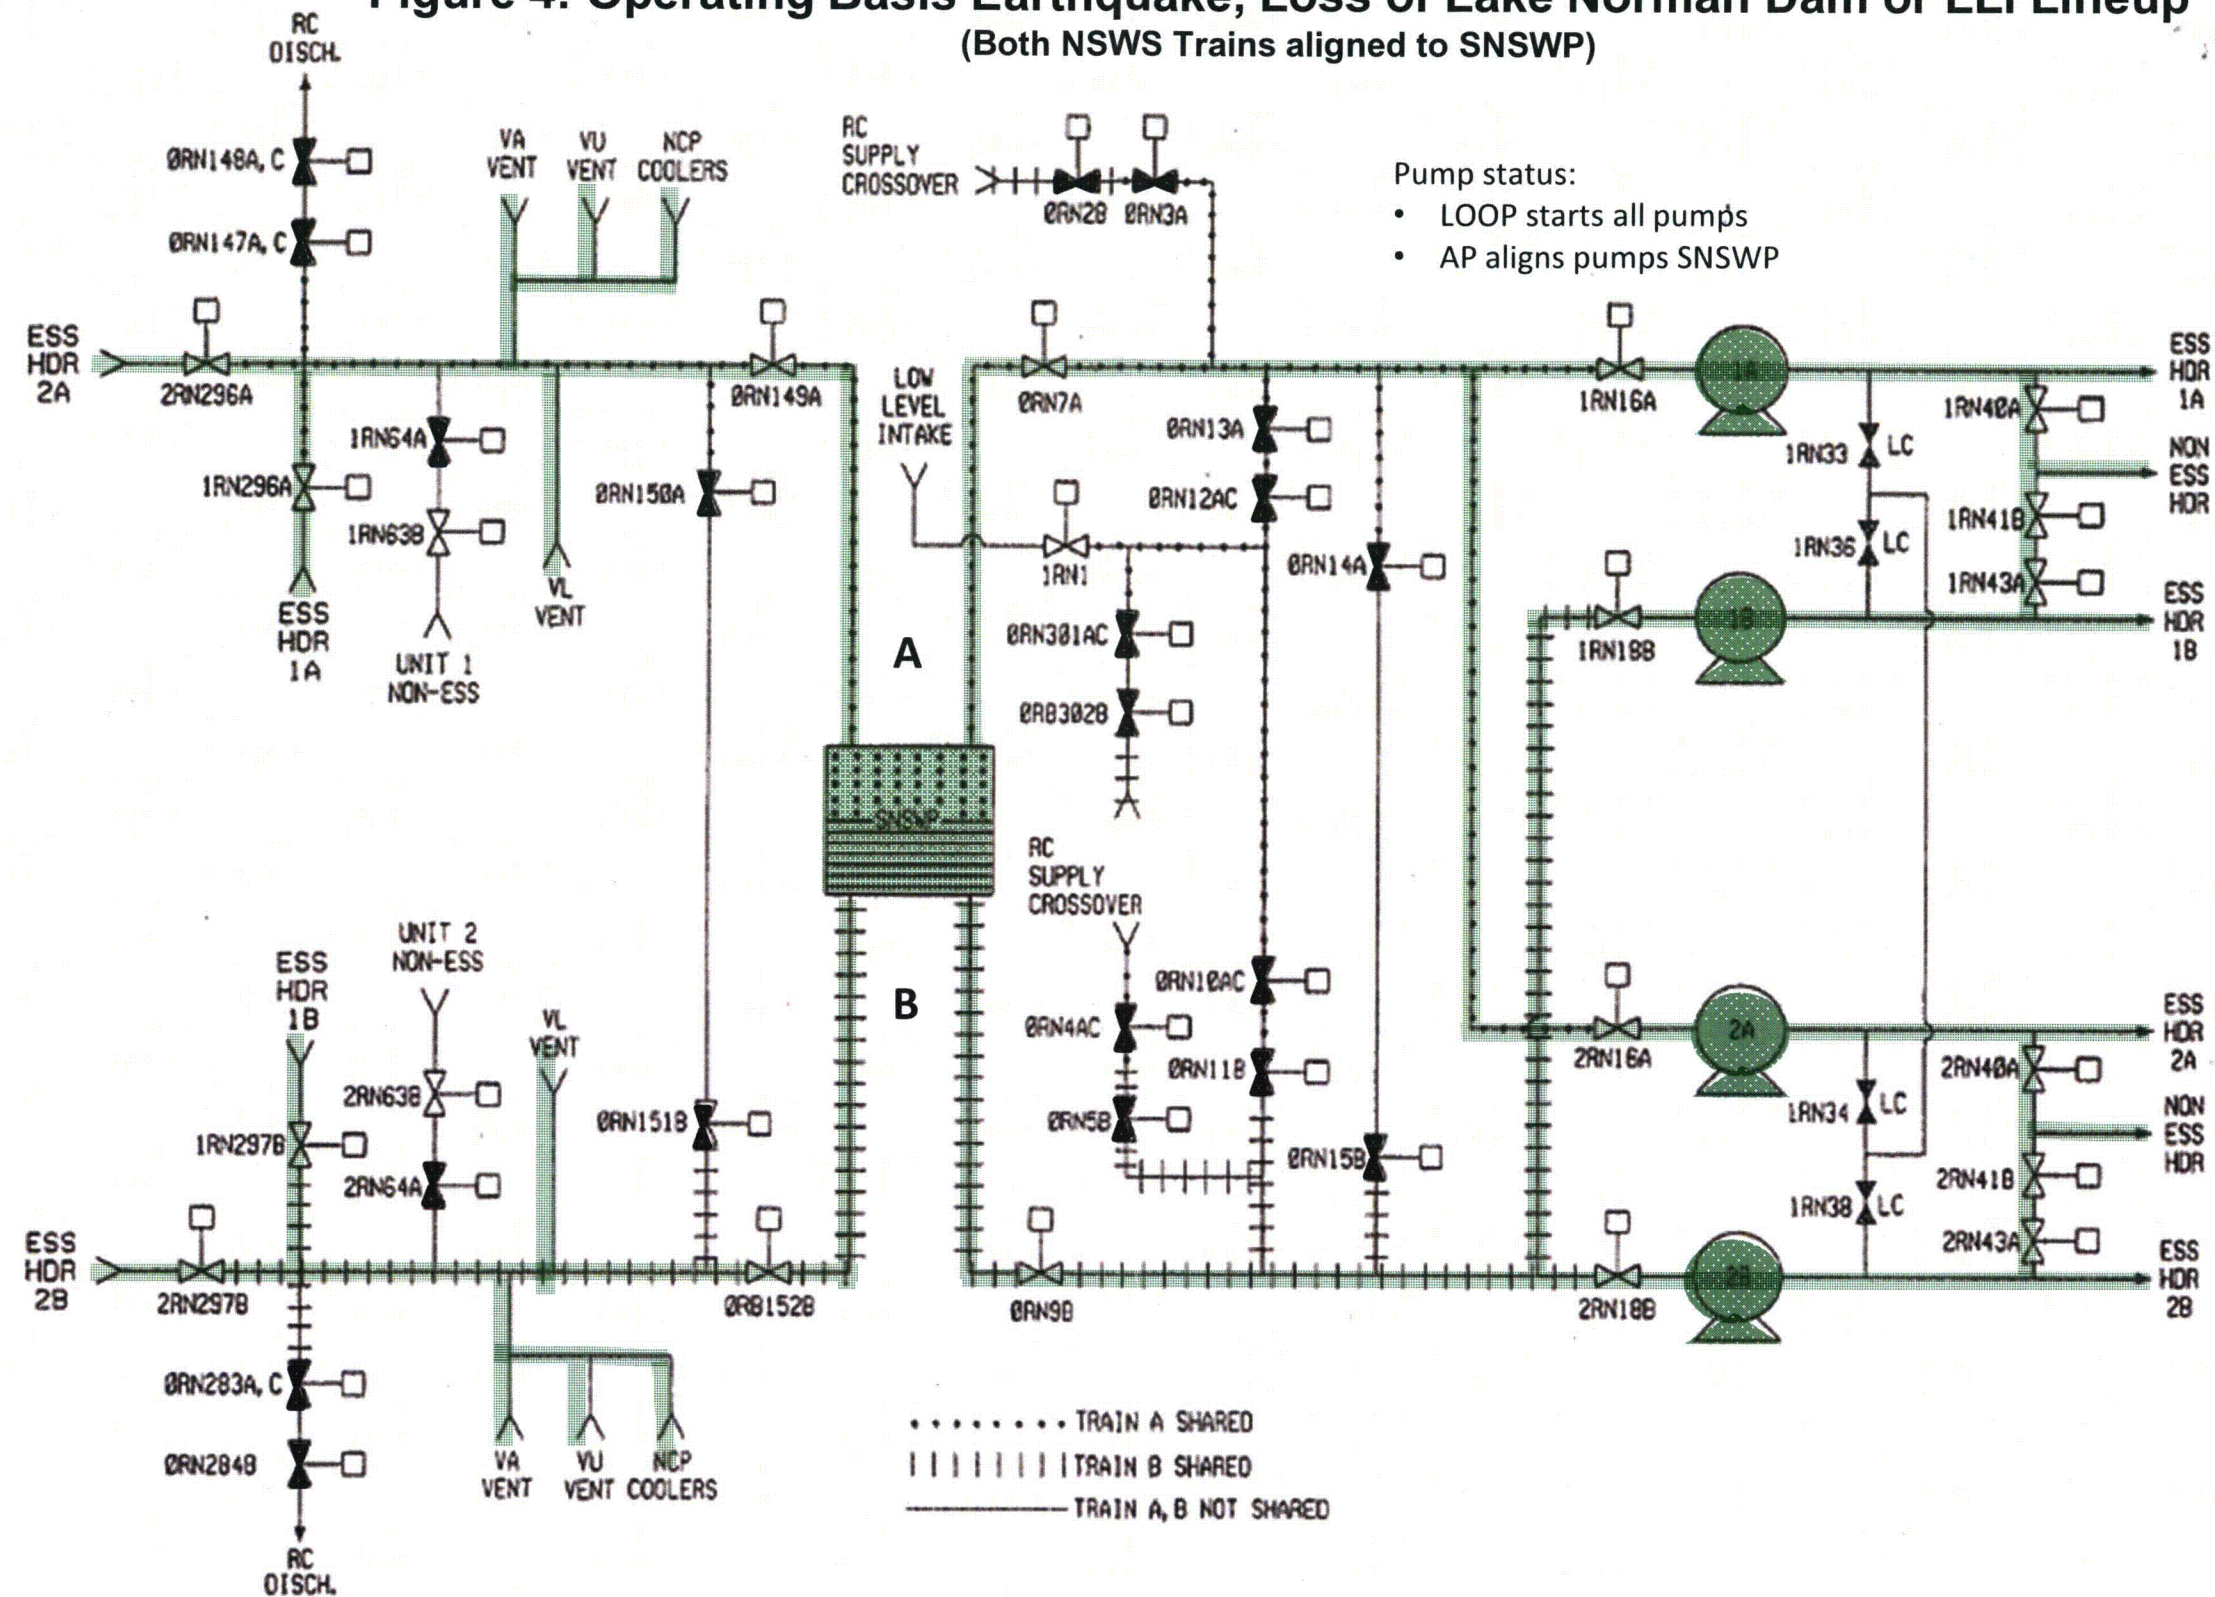 Figure 4: Operating Basis Earthquake, Loss of Lake Norman Dam or LLI Lineup
(Both NSWS Trains aligned to SNSWP)
RC
DISCH.
0RN148A, C
0RN147A, C
VA
VENT
VU
VENT
NCP
COOLERS
RC
SUPPLY
CROSSOVER
0RN2B
0RN3A
Pump status:
• LOOP starts all pumps
• AP aligns pumps SNSWP
ESS
HDR
2A
2RN296A
0RN149A
LOW
LEVEL
INTAKE
0RN7A
1RN16A
1A
ESS
HDR
1A
1RN64A
0RN13A
1RN33
LC
1RN40A
NON
ESS
HDR
1RN296A
0RN150A
0RN12AC
1RN63B
1RN1
0RN14A
1RN36
LC
1RN41B
1RN43A
ESS
HDR
1A
VL
VENT
UNIT 1
NON-ESS
0RN301AC
A
1RN18B
1B
ESS
HDR
1B
0RB302B
SNSWP
RC
SUPPLY
CROSSOVER
UNIT 2
NON-ESS
ESS
HDR
1B
B
0RN10AC
VL
VENT
0RN4AC
2RN16A
2A
ESS
HDR
2A
0RN11B
2RN40A
2RN63B
0RN151B
0RN5B
1RN34
LC
NON
ESS
HDR
1RN297B
0RN15B
2RN64A
2RN41B
1RN38
LC
ESS
HDR
2B
2RN43A
2RN297B
0RB152B
0RN9B
2RN18B
2B
ESS
HDR
2B
0RN283A, C
0RN284B
VA
VENT
VU
VENT
NCP
COOLERS
TRAIN A SHARED
TRAIN B SHARED
TRAIN A, B NOT SHARED
RC
DISCH.